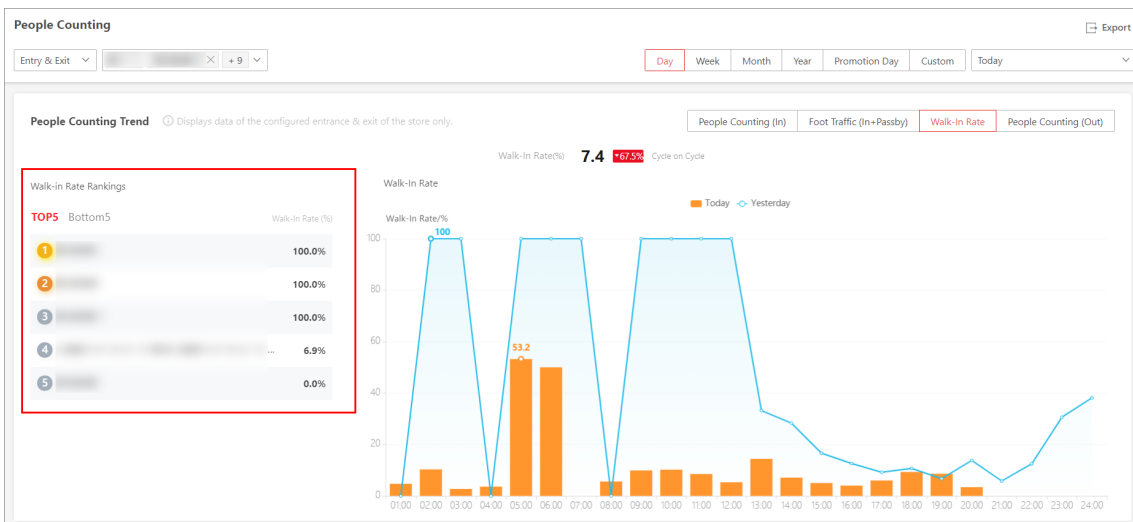 People Counting
Export
Entry & Exit
+ 9
Day Week Month Year Promotion Day Custom Today
People Counting Trend Displays data of the configured entrance & exit of the store only.
People Counting (In) Foot Traffic (In+Passby) Walk-In Rate People Counting (Out)
Walk-In Rate(%) 7.4 67.5% Cycle on Cycle
Walk-in Rate Rankings
TOP5 Bottom5 Walk-In Rate (%)
1 100.0%
2 100.0%
3 100.0%
4 ... 6.9%
5 0.0%
Walk-In Rate
Today Yesterday
Walk-In Rate/%
100
80
60
40
20
0
100
53.2
01:00 02:00 03:00 04:00 05:00 06:00 07:00 08:00 09:00 10:00 11:00 12:00 13:00 14:00 15:00 16:00 17:00 18:00 19:00 20:00 21:00 22:00 23:00 24:00